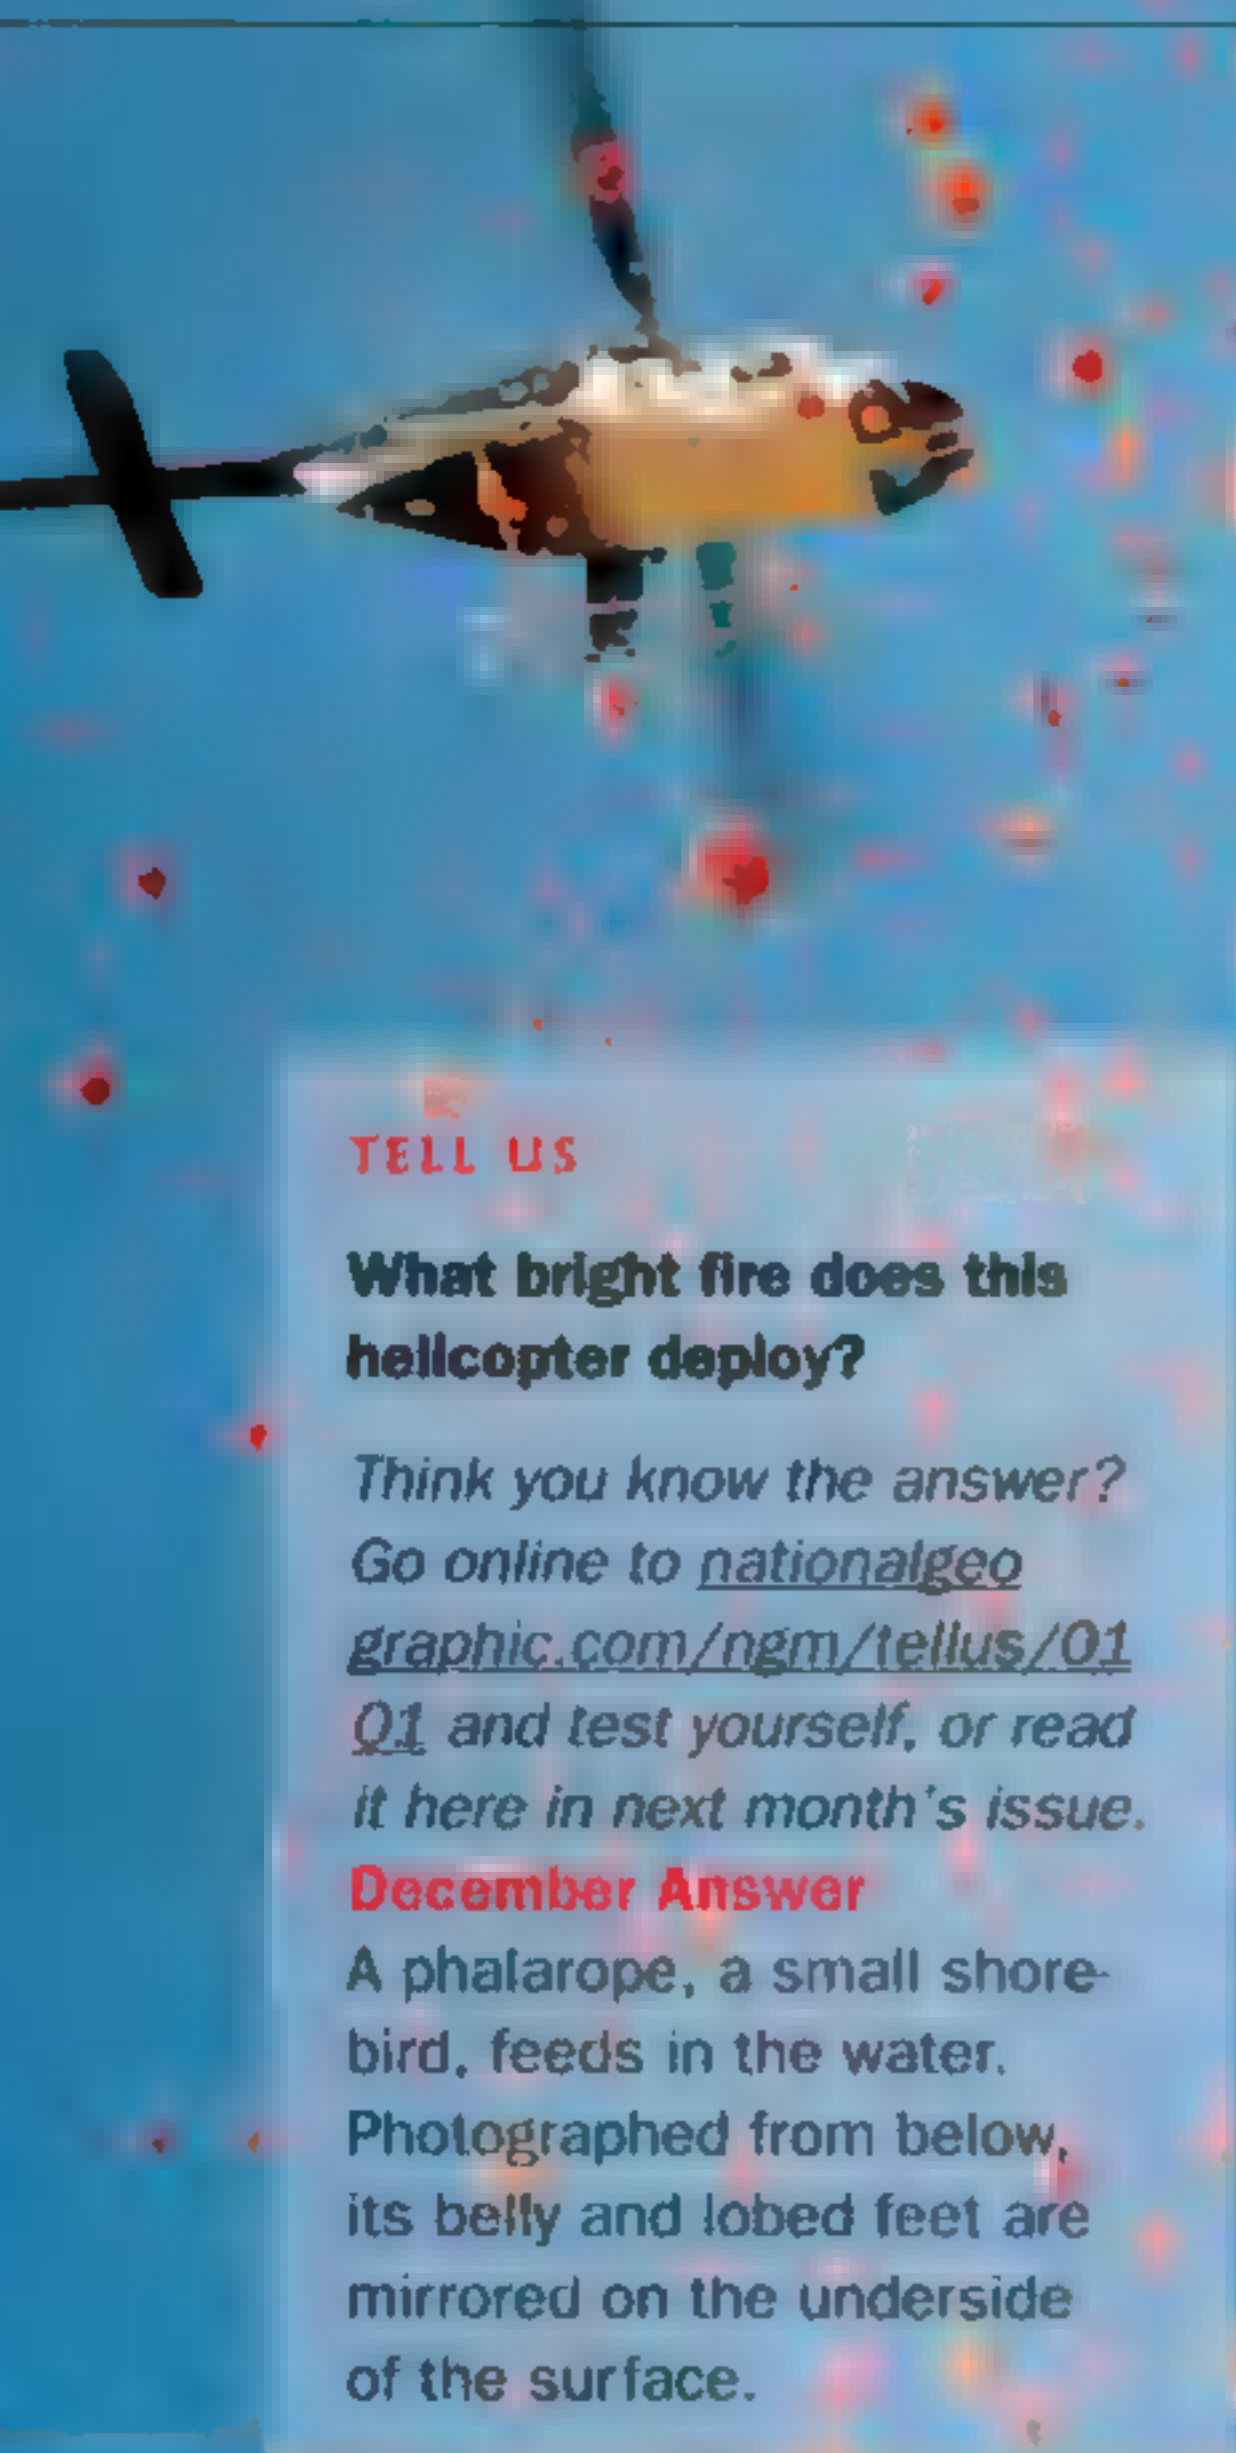 TELL US
What bright fire does this
helicopter deploy?
Think you know the answer?
Go online to nationalgeo
graphic.com/ngm/tellus/01
01 and test yourself, or read
it here in next month's issue.
December Answer
A phalarope, a small shore-
bird, feeds in the water.
Photographed from below,
its belly and lobed feet are
mirrored on the underside
of the surface.